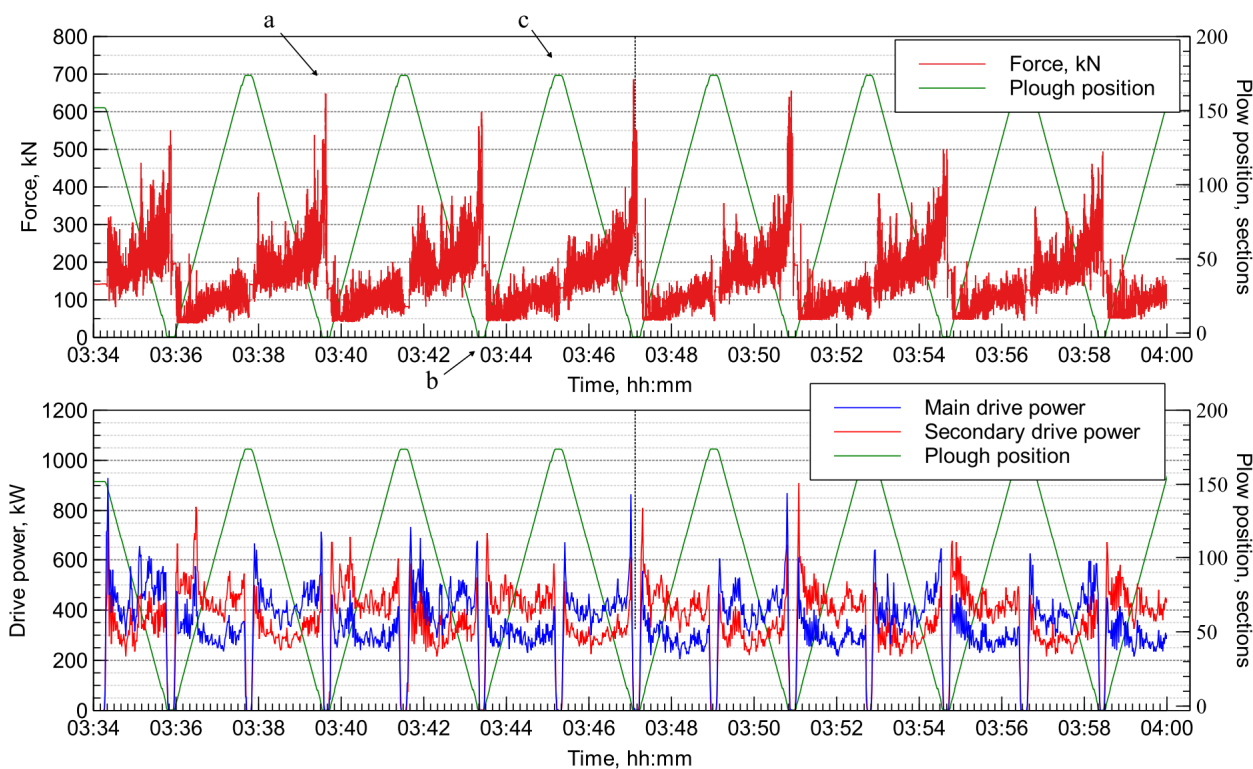 a
c
800
700
600
500
400
300
200
100
0
Force, kN
200
150
100
50
0
Plow position, sections
Force, kN
Plough position
03:34 03:36 03:38 03:40 03:42 03:44 03:46 03:48 03:50 03:52 03:54 03:56 03:58 04:00
b
Time, hh:mm
1200
1000
800
600
400
200
0
Drive power, kW
200
150
100
50
0
Plow position, sections
Main drive power
Secondary drive power
Plough position
03:34 03:36 03:38 03:40 03:42 03:44 03:46 03:48 03:50 03:52 03:54 03:56 03:58 04:00
Time, hh:mm